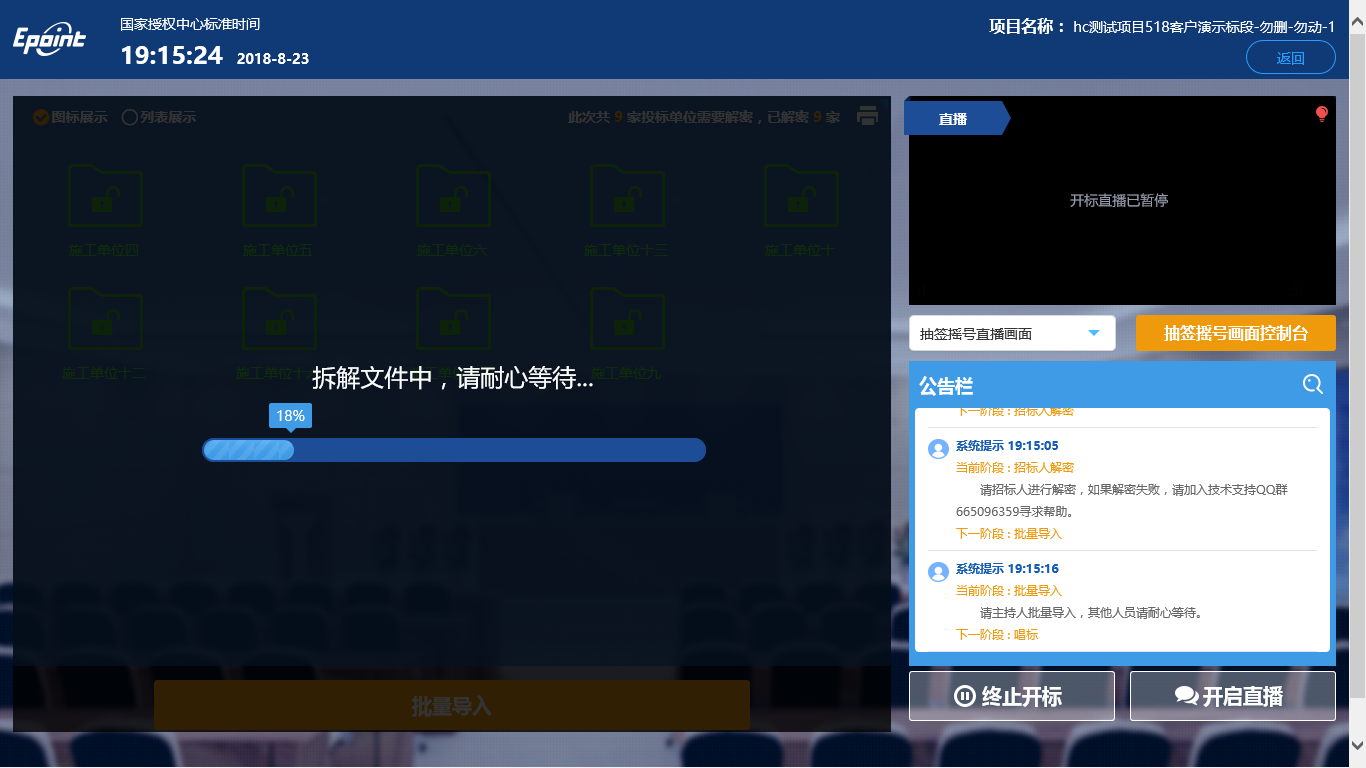 Epoint
国家授权中心标准时间
19:15:24 2018-8-23
项目名称： hc测试项目518客户演示标段-勿删-勿动-1
返回
图标展示 列表展示
此次共 9 家投标单位需要解密，已解密 9 家
施工单位四 施工单位五 施工单位六 施工单位十三 施工单位十
施工单位十二
拆解文件中，请耐心等待...
18%
批量导入
直播
开标直播已暂停
抽签摇号直播画面
抽签摇号画面控制台
公告栏
下一阶段：招标人解密
系统提示 19:15:05
当前阶段：招标人解密
请招标人进行解密，如果解密失败，请加入技术支持QQ群
665096359寻求帮助。
下一阶段：批量导入
系统提示 19:15:16
当前阶段：批量导入
请主持人批量导入，其他人员请耐心等待。
下一阶段：唱标
终止开标
开启直播